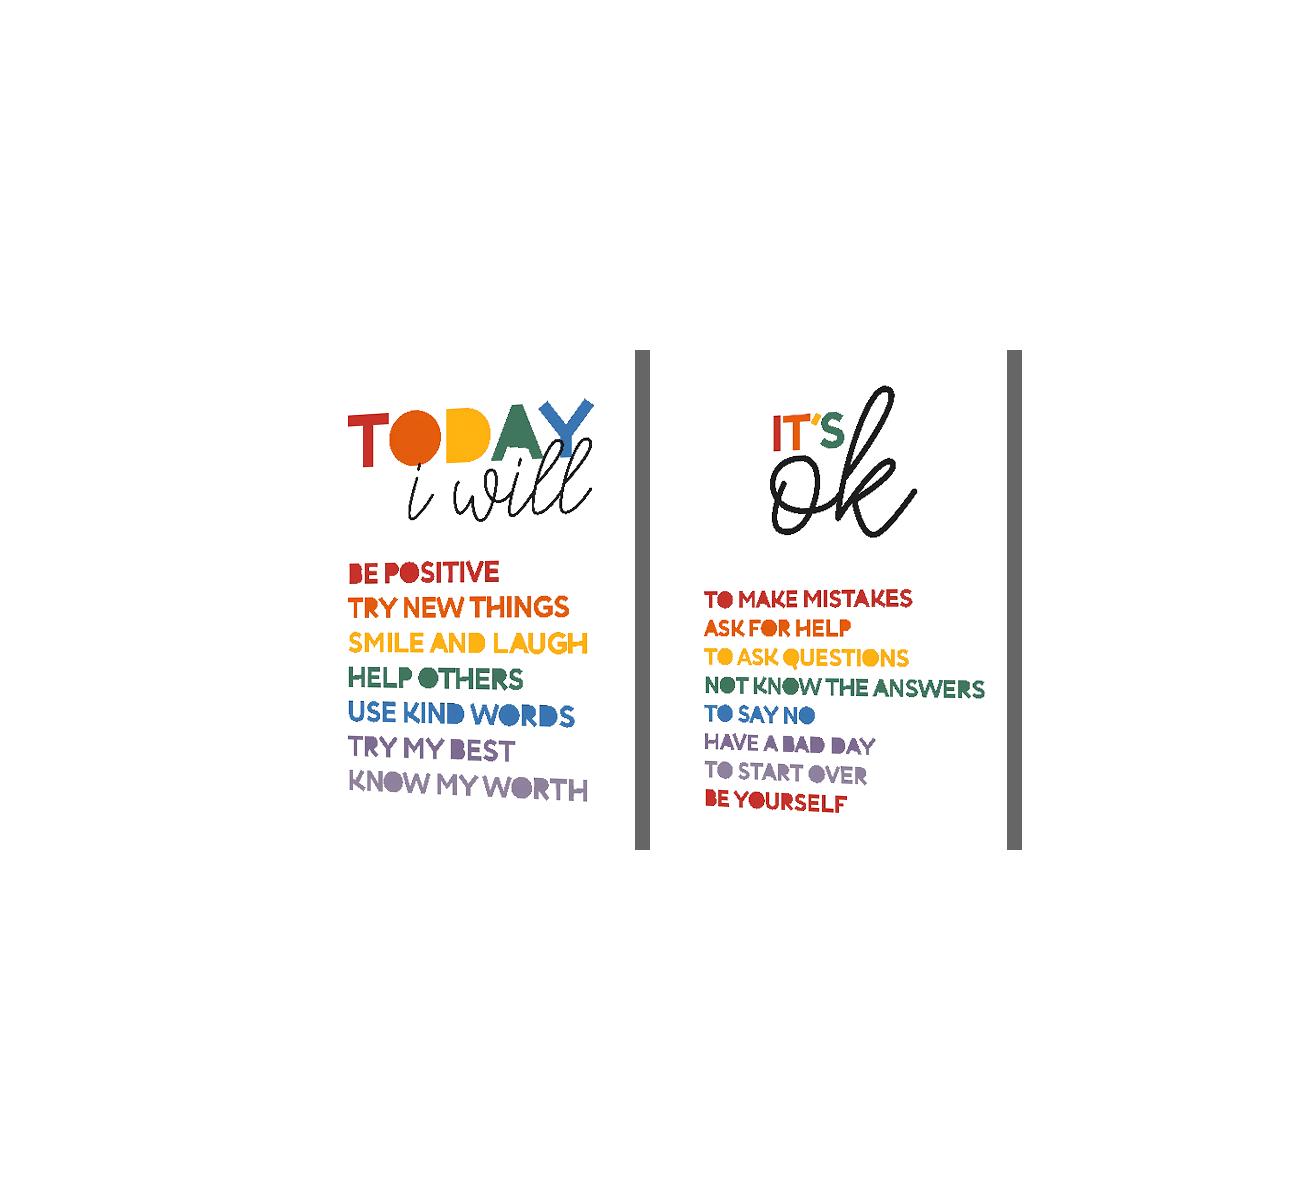 TODAY
i will
BE POSITIVE
TRY NEW THINGS
SMILE AND LAUGH
HELP OTHERS
USE KIND WORDS
TRY MY BEST
KNOW MY WORTH
IT'S
ok
TO MAKE MISTAKES
ASK FOR HELP
TO ASK QUESTIONS
NOT KNOW THE ANSWERS
TO SAY NO
HAVE A BAD DAY
TO START OVER
BE YOURSELF